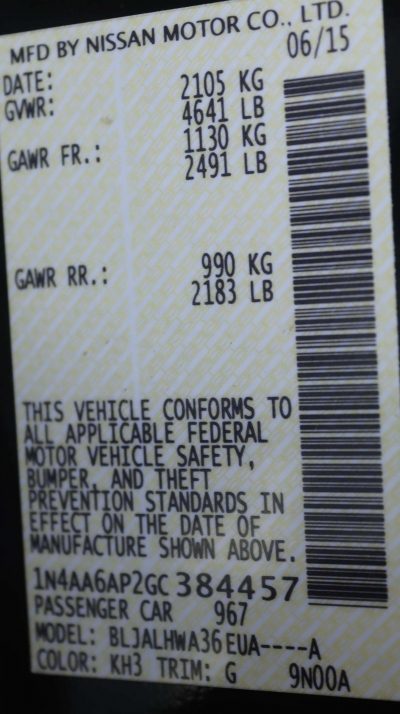 MFD BY NISSAN MOTOR CO., LTD.
DATE: 06/15
GVWR: 2105 KG
4641 LB
GAWR FR.: 1130 KG
2491 LB
GAWR RR.: 990 KG
2183 LB
THIS VEHICLE CONFORMS TO
ALL APPLICABLE FEDERAL
MOTOR VEHICLE SAFETY,
BUMPER, AND THEFT
PREVENTION STANDARDS IN
EFFECT ON THE DATE OF
MANUFACTURE SHOWN ABOVE.
1N4AA6AP2GC384457
PASSENGER CAR 967
MODEL: BLJALHWA36EUA----A
COLOR: KH3 TRIM: G 9N00A